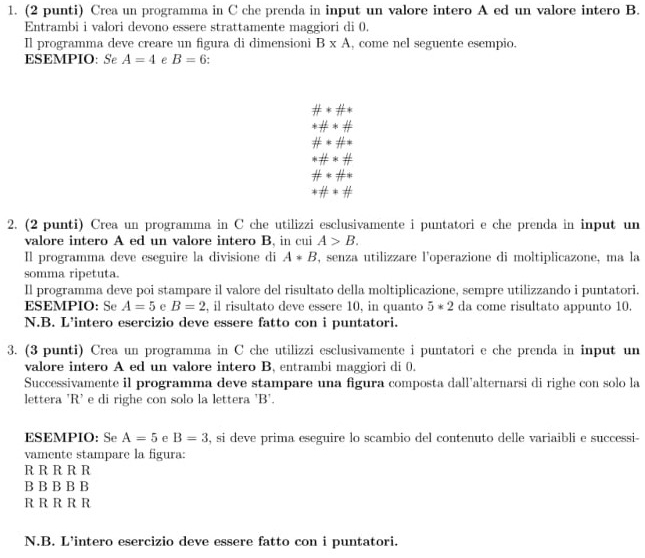 1. (2 punti) Crea un programma in C che prenda in input un valore intero A ed un valore intero B.
Entrambi i valori devono essere strattamente maggiori di 0.
Il programma deve creare un figura di dimensioni B x A, come nel seguente esempio.
ESEMPIO: Se A = 4 e B = 6:
# * #*
*# * #
# * #*
*# * #
# * #*
*# * #
2. (2 punti) Crea un programma in C che utilizzi esclusivamente i puntatori e che prenda in input un
valore intero A ed un valore intero B, in cui A > B.
Il programma deve eseguire la divisione di A * B, senza utilizzare l'operazione di moltiplicazone, ma la
somma ripetuta.
Il programma deve poi stampare il valore del risultato della moltiplicazione, sempre utilizzando i puntatori.
ESEMPIO: Se A = 5 e B = 2, il risultato deve essere 10, in quanto 5 * 2 da come risultato appunto 10.
N.B. L'intero esercizio deve essere fatto con i puntatori.
3. (3 punti) Crea un programma in C che utilizzi esclusivamente i puntatori e che prenda in input un
valore intero A ed un valore intero B, entrambi maggiori di 0.
Successivamente il programma deve stampare una figura composta dall'alternarsi di righe con solo la
lettera 'R' e di righe con solo la lettera 'B'.
ESEMPIO: Se A = 5 e B = 3, si deve prima eseguire lo scambio del contenuto delle variaibli e successi-
vamente stampare la figura:
R R R R R
B B B B B
R R R R R
N.B. L'intero esercizio deve essere fatto con i puntatori.